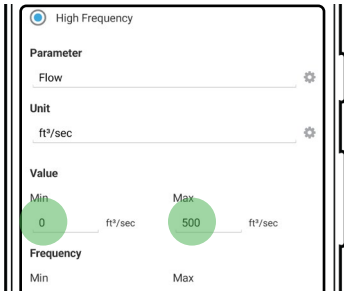 High Frequency
Parameter
Flow
Unit
ft³/sec
Value
Min Max
0 ft³/sec 500 ft³/sec
Frequency
Min Max